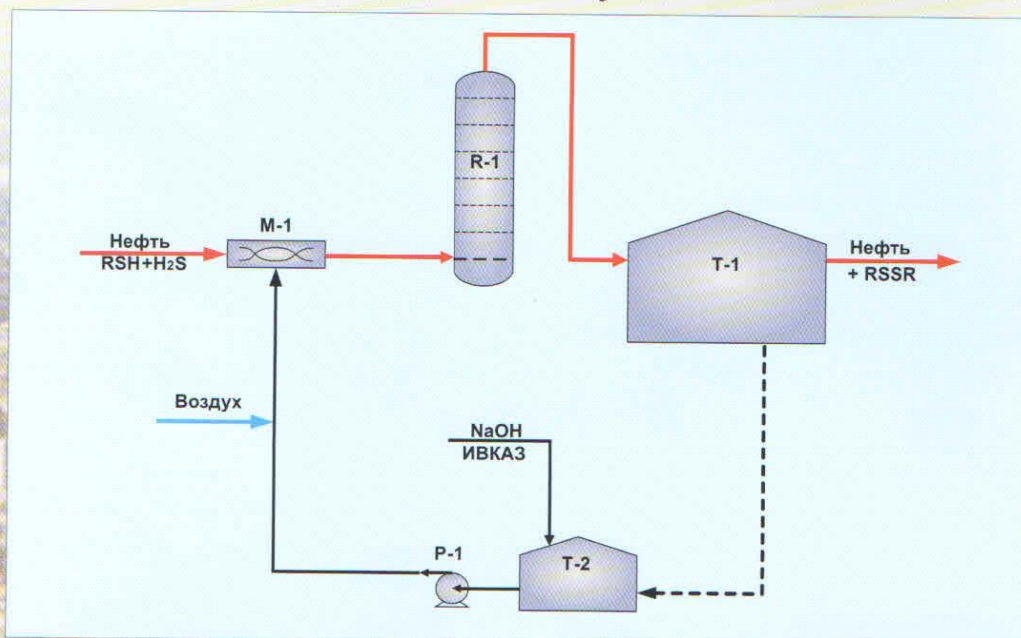 R-1
M-1
Нефть
RSH+H₂S
T-1
Нефть
+ RSSR
Воздух
NaOH
ИВКАЗ
P-1
T-2